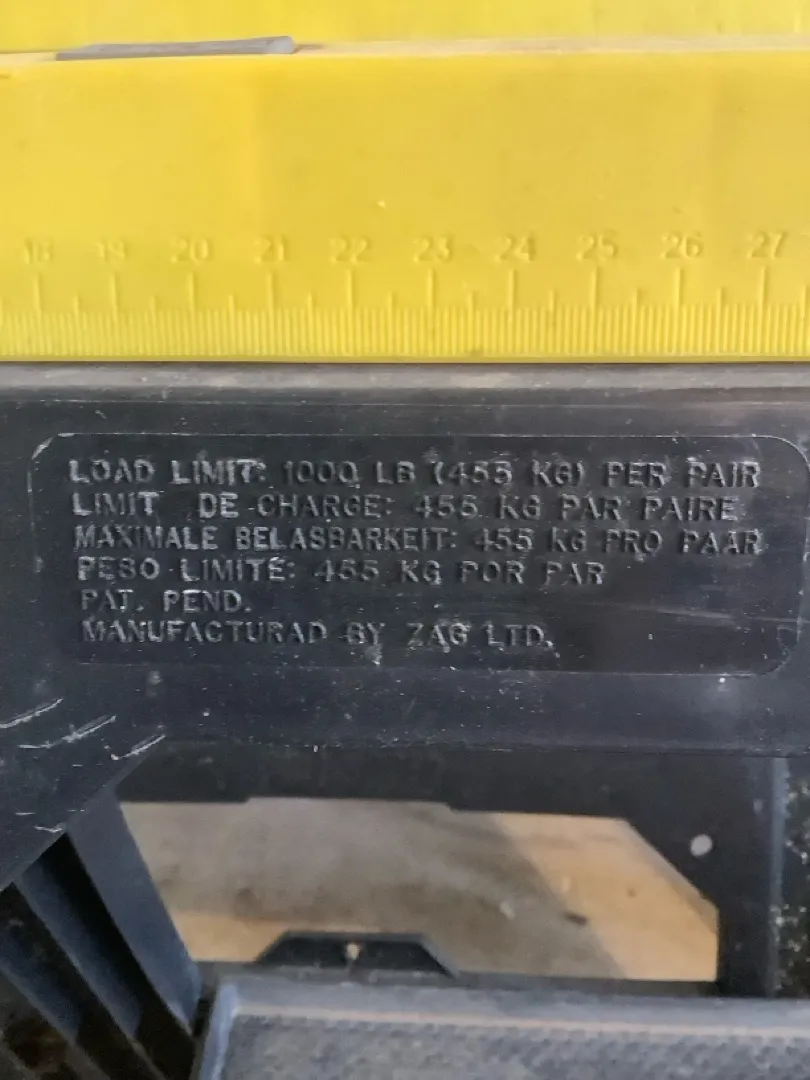 18 19 20 21 22 23 24 25 26 27
LOAD LIMIT: 1000 LB (455 KG) PER PAIR
LIMIT DE CHARGE: 455 KG PAR PAIRE
MAXIMALE BELASBARKEIT: 455 KG PRO PAAR
PESO LIMITÉ: 455 KG POR PAR
PAT. PEND.
MANUFACTURAD BY ZAG LTD.